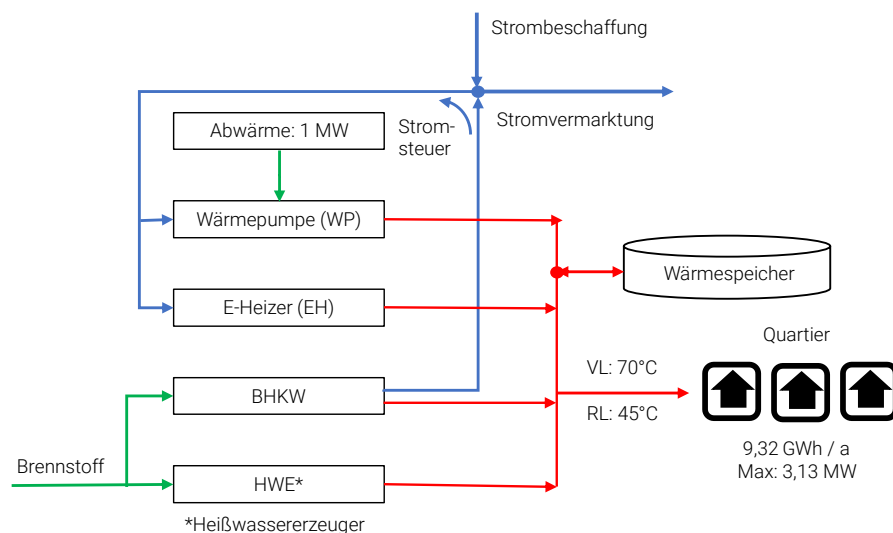 Strombeschaffung
Abwärme: 1 MW
Strom-
steuer
Stromvermarktung
Wärmepumpe (WP)
Wärmespeicher
E-Heizer (EH)
Quartier
VL: 70°C
BHKW
RL: 45°C
9,32 GWh / a
Max: 3,13 MW
Brennstoff
HWE*
*Heißwassererzeuger